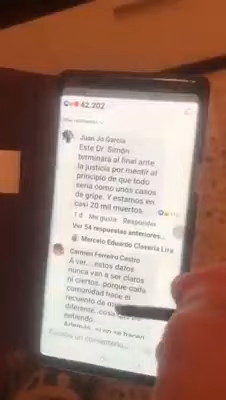 42.202
Juan Jo García
Este Dr. Simón
terminará al final ante
la justicia por mentir al
principio de que todo
sería como unos casos
de gripe. Y estamos en
casi 20 mil muertos.
1 d Me gusta Responder
Ver 54 respuestas anteriores...
Marcelo Eduardo Claveria Lira
Carmen Ferreiro Castro
A ver... estos datos
nunca van a ser claros
ni ciertos.. porque cada
comunidad hace el
recuento de
diferente.
Escribe un comentario...